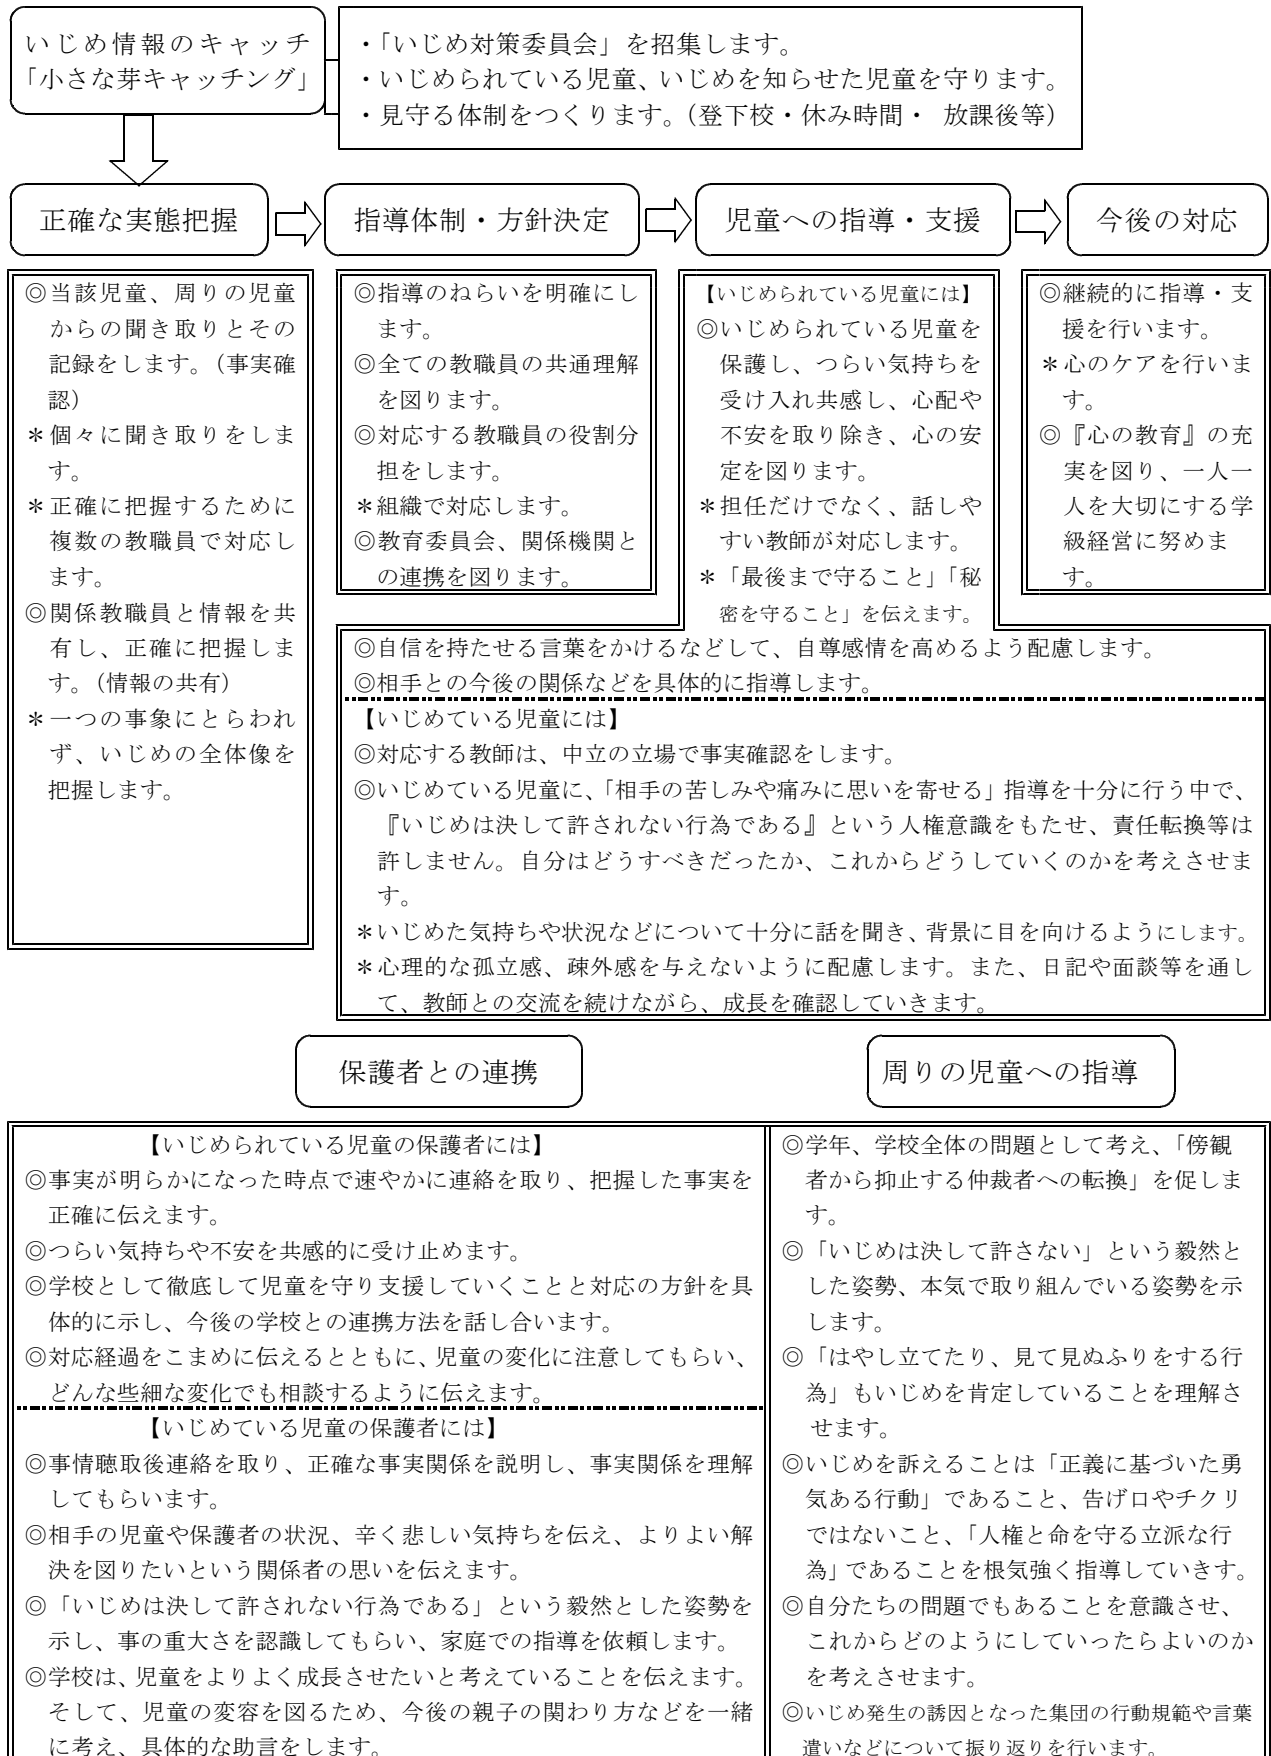 いじめ情報のキャッチ
「小さな芽キャッチング」
・「いじめ対策委員会」を招集します。
・いじめられている児童、いじめを知らせた児童を守ります。
・見守る体制をつくります。（登下校・休み時間・ 放課後等）
正確な実態把握
指導体制・方針決定
児童への指導・支援
今後の対応
◎当該児童、周りの児童
からの聞き取りとその
記録をします。（事実確
認）
＊個々に聞き取りをしま
す。
＊正確に把握するために
複数の教職員で対応し
ます。
◎関係教職員と情報を共
有し、正確に把握しま
す。（情報の共有）
＊一つの事象にとらわれ
ず、いじめの全体像を
把握します。
◎指導のねらいを明確にし
ます。
◎全ての教職員の共通理解
を図ります。
◎対応する教職員の役割分
担をします。
＊組織で対応します。
◎教育委員会、関係機関と
の連携を図ります。
【いじめられている児童には】
◎いじめられている児童を
保護し、つらい気持ちを
受け入れ共感し、心配や
不安を取り除き、心の安
定を図ります。
＊担任だけでなく、話しや
すい教師が対応します。
＊「最後まで守ること」「秘
密を守ること」を伝えます。
◎自信を持たせる言葉をかけるなどして、自尊感情を高めるよう配慮します。
◎相手との今後の関係などを具体的に指導します。
【いじめている児童には】
◎対応する教師は、中立の立場で事実確認をします。
◎いじめている児童に、「相手の苦しみや痛みに思いを寄せる」指導を十分に行う中で、
『いじめは決して許されない行為である』という人権意識をもたせ、責任転換等は
許しません。自分はどうすべきだったか、これからどうしていくのかを考えさせま
す。
＊いじめた気持ちや状況などについて十分に話を聞き、背景に目を向けるようにします。
＊心理的な孤立感、疎外感を与えないように配慮します。また、日記や面談等を通し
て、教師との交流を続けながら、成長を確認していきます。
◎継続的に指導・支
援を行います。
＊心のケアを行いま
す。
◎『心の教育』の充
実を図り、一人一
人を大切にする学
級経営に努めま
す。
保護者との連携
周りの児童への指導
【いじめられている児童の保護者には】
◎事実が明らかになった時点で速やかに連絡を取り、把握した事実を
正確に伝えます。
◎つらい気持ちや不安を共感的に受け止めます。
◎学校として徹底して児童を守り支援していくことと対応の方針を具
体的に示し、今後の学校との連携方法を話し合います。
◎対応経過をこまめに伝えるとともに、児童の変化に注意してもらい、
どんな些細な変化でも相談するように伝えます。
【いじめている児童の保護者には】
◎事情聴取後連絡を取り、正確な事実関係を説明し、事実関係を理解
してもらいます。
◎相手の児童や保護者の状況、辛く悲しい気持ちを伝え、よりよい解
決を図りたいという関係者の思いを伝えます。
◎「いじめは決して許されない行為である」という毅然とした姿勢を
示し、事の重大さを認識してもらい、家庭での指導を依頼します。
◎学校は、児童をよりよく成長させたいと考えていることを伝えます。
そして、児童の変容を図るため、今後の親子の関わり方などを一緒
に考え、具体的な助言をします。
◎学年、学校全体の問題として考え、「傍観
者から抑止する仲裁者への転換」を促しま
す。
◎「いじめは決して許さない」という毅然と
した姿勢、本気で取り組んでいる姿勢を示
します。
◎「はやし立てたり、見て見ぬふりをする行
為」もいじめを肯定していることを理解さ
せます。
◎いじめを訴えることは「正義に基づいた勇
気ある行動」であること、告げ口やチクリ
ではないこと、「人権と命を守る立派な行
為」であることを根気強く指導していきす。
◎自分たちの問題でもあることを意識させ、
これからどのようにしていったらよいのか
を考えさせます。
◎いじめ発生の誘因となった集団の行動規範や言葉
遣いなどについて振り返りを行います。